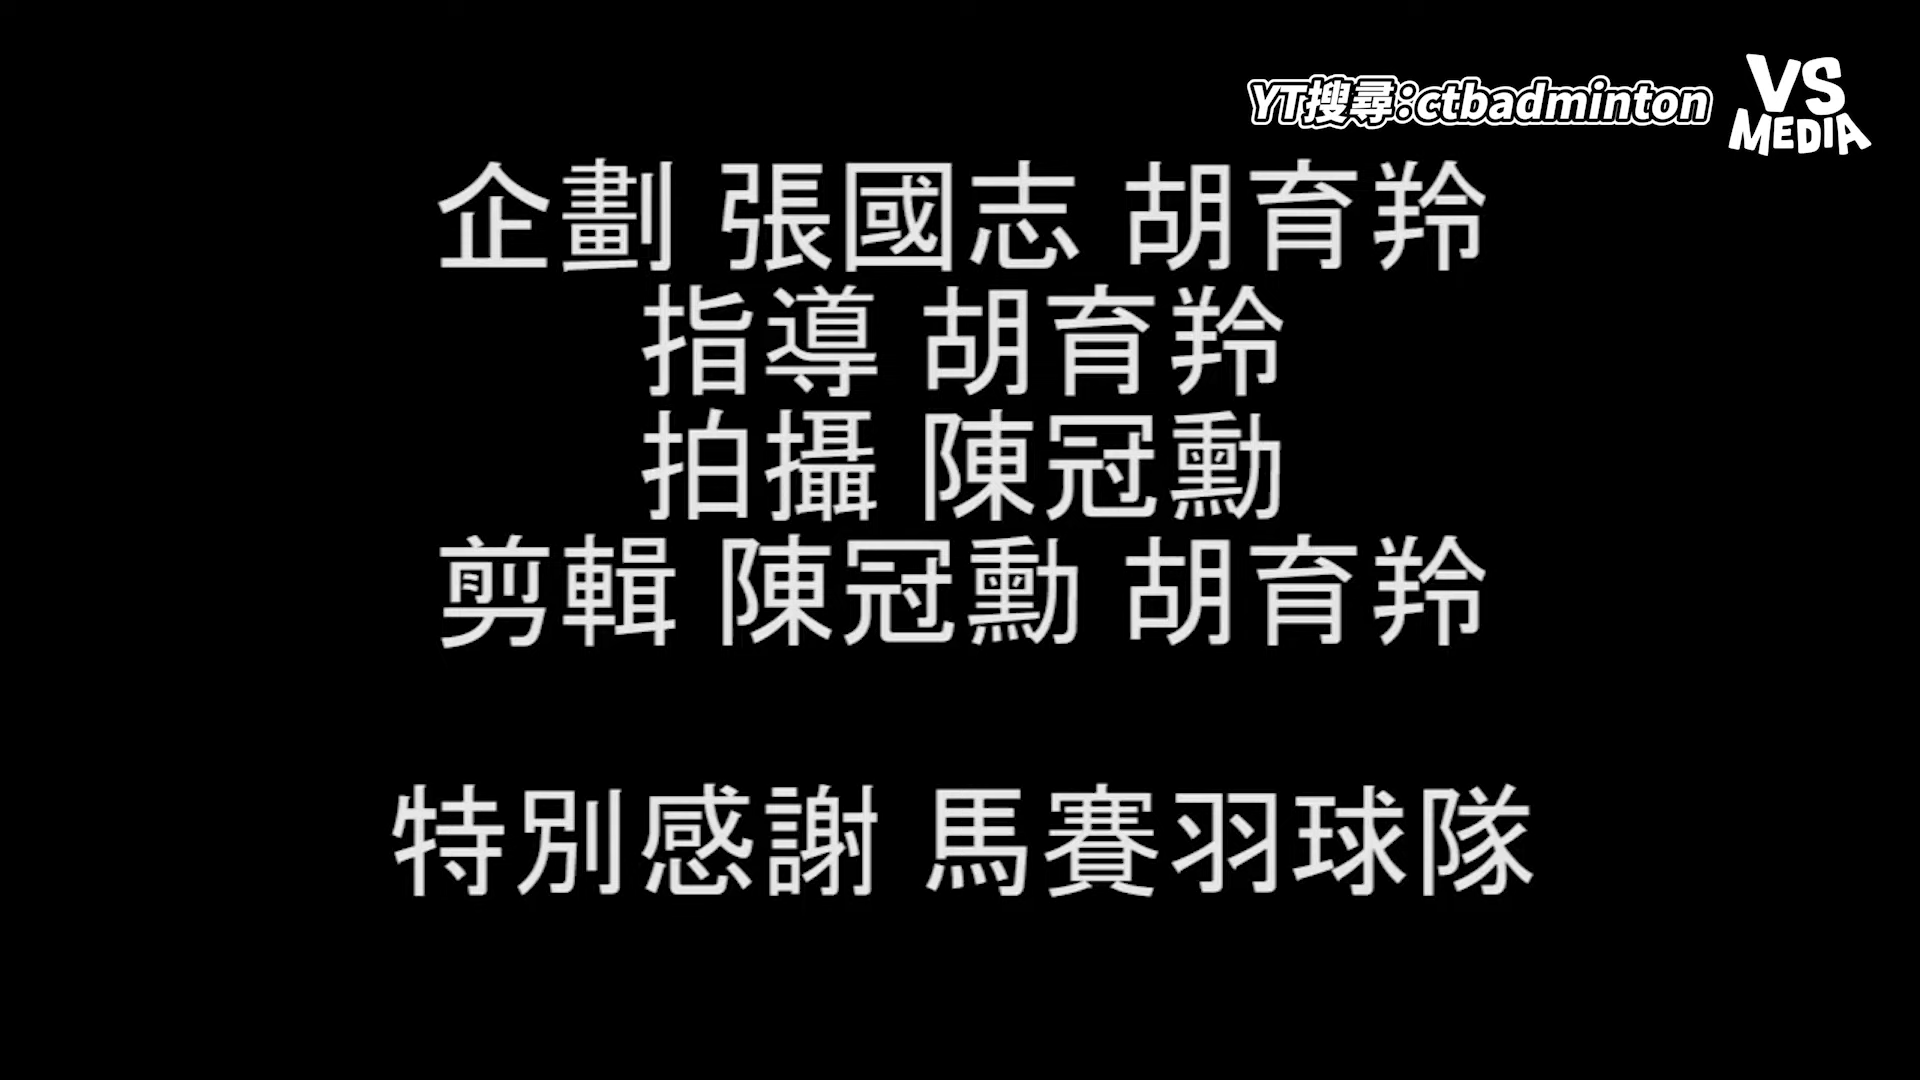 YT搜尋:ctbadminton
VS
MEDIA
企劃 張國志 胡育羚
指導 胡育羚
拍攝 陳冠勳
剪輯 陳冠勳 胡育羚
特別感謝 馬賽羽球隊